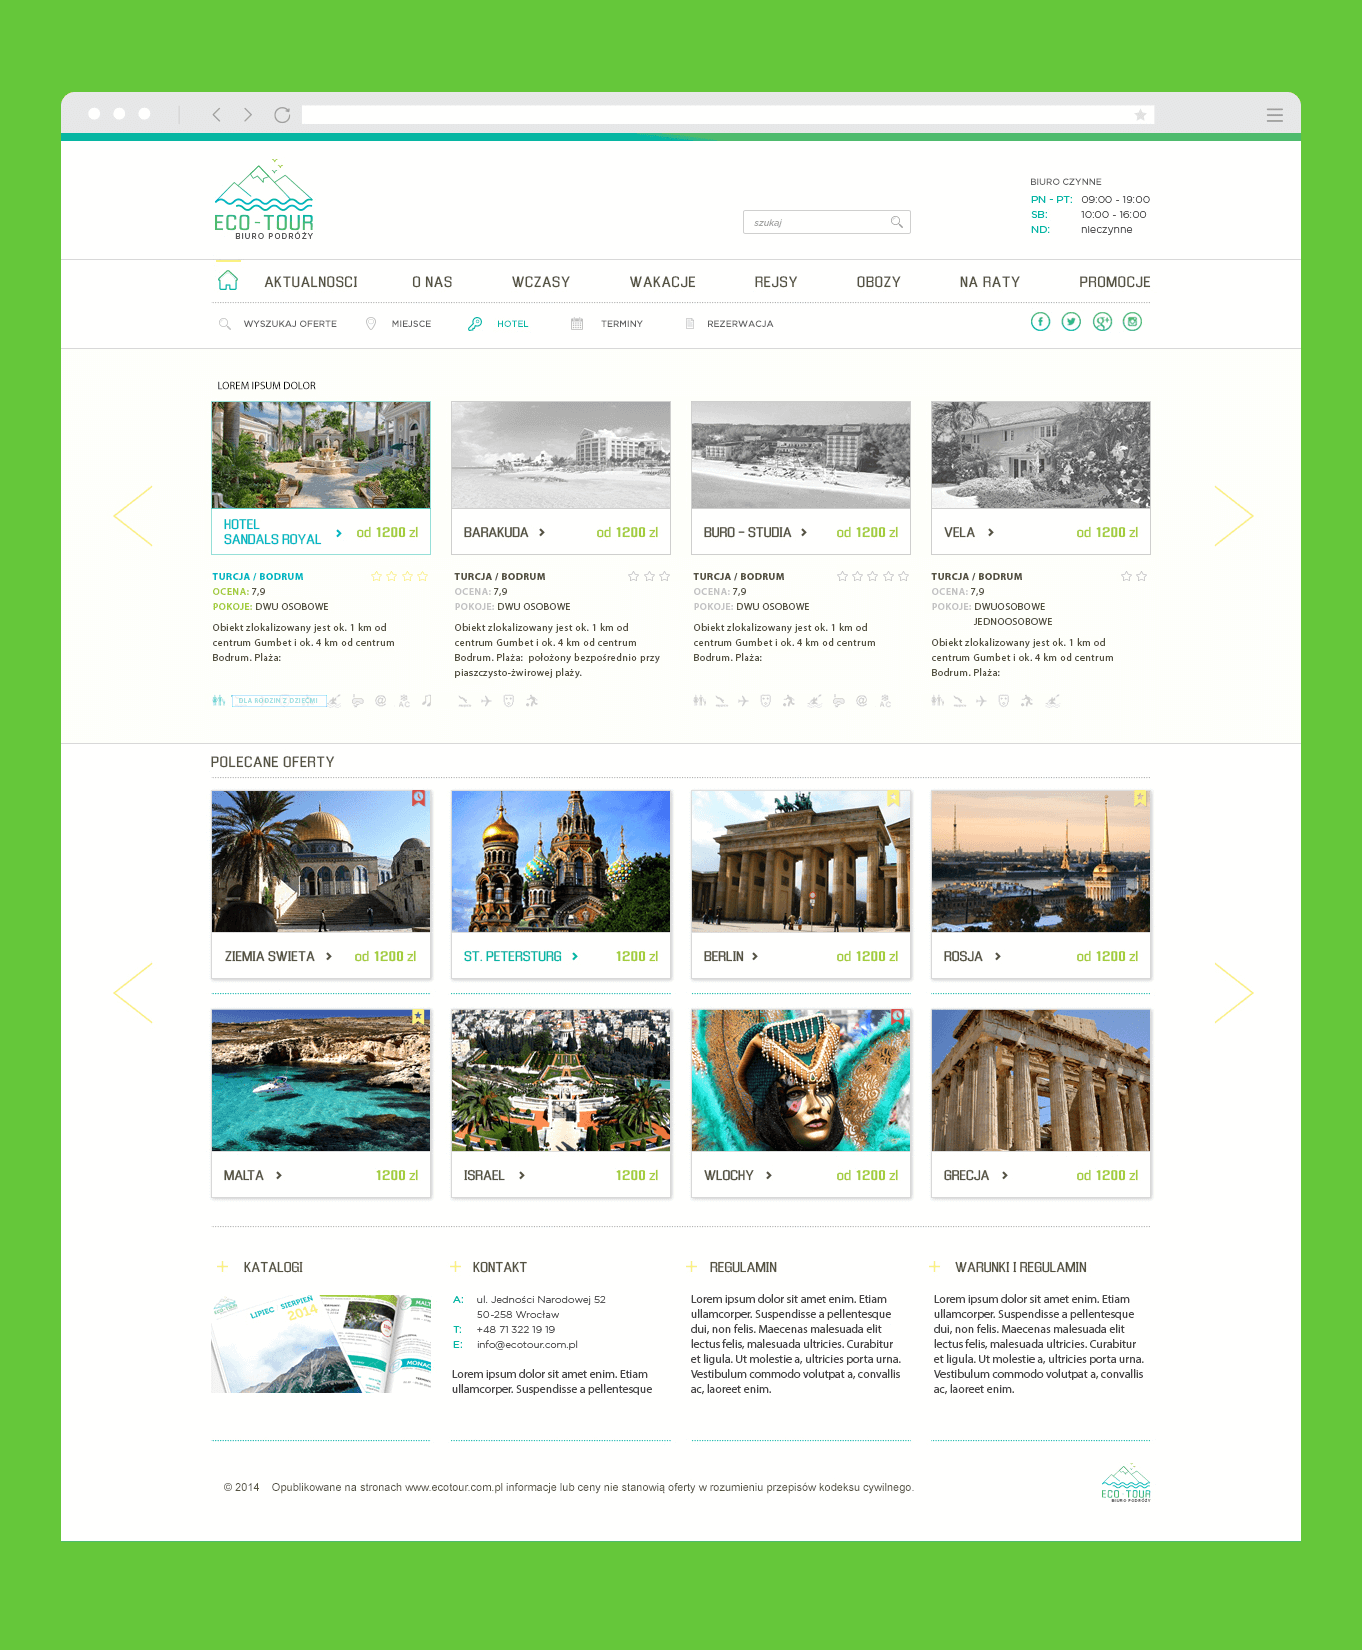 ECO-TOUR
BIURO PODRÓŻY
szukaj
BIURO CZYNNE
PN - PT: 09:00 - 19:00
SB: 10:00 - 16:00
ND: nieczynne
AKTUALNOSCI O NAS WCZASY WAKACJE REJSY OBOZY NA RATY PROMOCJE
WYSZUKAJ OFERTE MIEJSCE HOTEL TERMINY REZERWACJA
LOREM IPSUM DOLOR
HOTEL
SANDALS ROYAL od 1200 zl
BARAKUDA od 1200 zl
BURO - STUDIA od 1200 zl
VELA od 1200 zl
TURCJA / BODRUM
OCENA: 7,9
POKOJE: DWU OSOBOWE
Obiekt zlokalizowany jest ok. 1 km od
centrum Gumbet i ok. 4 km od centrum
Bodrum. Plaża:
DLA RODZIN Z DZIEĆMI
TURCJA / BODRUM
OCENA: 7,9
POKOJE: DWU OSOBOWE
Obiekt zlokalizowany jest ok. 1 km od
centrum Gumbet i ok. 4 km od centrum
Bodrum. Plaża: położony bezpośrednio przy
piaszczysto-żwirowej plaży.
TURCJA / BODRUM
OCENA: 7,9
POKOJE: DWU OSOBOWE
Obiekt zlokalizowany jest ok. 1 km od
centrum Gumbet i ok. 4 km od centrum
Bodrum. Plaża:
TURCJA / BODRUM
OCENA: 7,9
POKOJE: DWUOSOBOWE
JEDNOOSOBOWE
Obiekt zlokalizowany jest ok. 1 km od
centrum Gumbet i ok. 4 km od centrum
Bodrum. Plaża:
POLECANE OFERTY
ZIEMIA SWIETA od 1200 zl
ST. PETERSTURG 1200 zl
BERLIN od 1200 zl
ROSJA od 1200 zl
MALTA 1200 zl
ISRAEL 1200 zl
WLOCHY od 1200 zl
GRECJA od 1200 zl
KATALOGI
LIPIEC SIERPIEŃ
2014
MALT
MONAC
KONTAKT
A: ul. Jedności Narodowej 52
50-258 Wrocław
T: +48 71 322 19 19
E: info@ecotour.com.pl
Lorem ipsum dolor sit amet enim. Etiam
ullamcorper. Suspendisse a pellentesque
REGULAMIN
Lorem ipsum dolor sit amet enim. Etiam
ullamcorper. Suspendisse a pellentesque
dui, non felis. Maecenas malesuada elit
lectus felis, malesuada ultricies. Curabitur
et ligula. Ut molestie a, ultricies porta urna.
Vestibulum commodo volutpat a, convallis
ac, laoreet enim.
WARUNKI I REGULAMIN
Lorem ipsum dolor sit amet enim. Etiam
ullamcorper. Suspendisse a pellentesque
dui, non felis. Maecenas malesuada elit
lectus felis, malesuada ultricies. Curabitur
et ligula. Ut molestie a, ultricies porta urna.
Vestibulum commodo volutpat a, convallis
ac, laoreet enim.
© 2014 Opublikowane na stronach www.ecotour.com.pl informacje lub ceny nie stanowią oferty w rozumieniu przepisów kodeksu cywilnego.
ECO-TOUR
BIURO PODRÓŻY